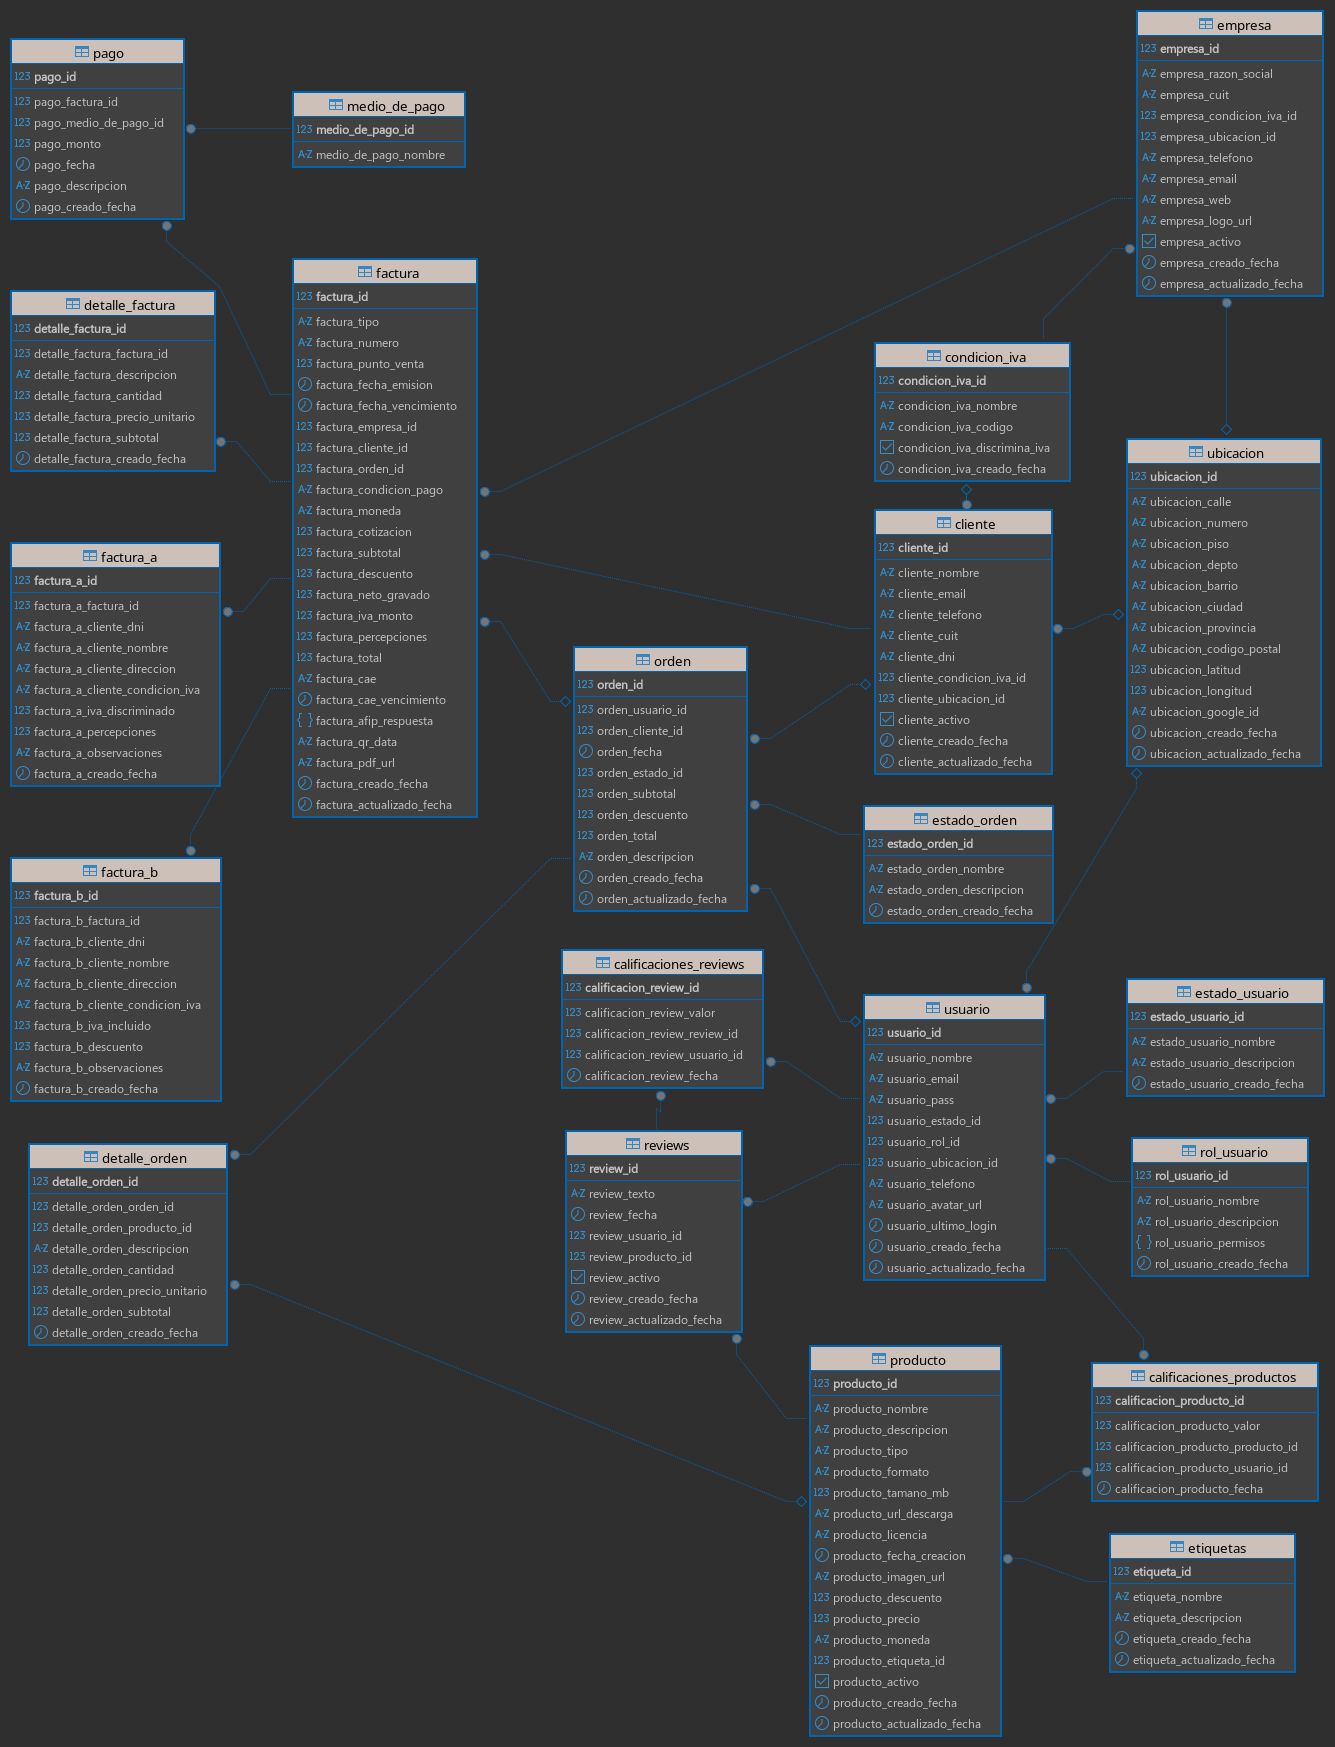 pago
123 pago_id
123 pago_factura_id
123 pago_medio_de_pago_id
123 pago_monto
pago_fecha
A-Z pago_descripcion
pago_creado_fecha
medio_de_pago
123 medio_de_pago_id
A-Z medio_de_pago_nombre
empresa
123 empresa_id
A-Z empresa_razon_social
A-Z empresa_cuit
123 empresa_condicion_iva_id
123 empresa_ubicacion_id
A-Z empresa_telefono
A-Z empresa_email
A-Z empresa_web
A-Z empresa_logo_url
empresa_activo
empresa_creado_fecha
empresa_actualizado_fecha
detalle_factura
123 detalle_factura_id
123 detalle_factura_factura_id
A-Z detalle_factura_descripcion
123 detalle_factura_cantidad
123 detalle_factura_precio_unitario
123 detalle_factura_subtotal
detalle_factura_creado_fecha
factura
123 factura_id
A-Z factura_tipo
A-Z factura_numero
123 factura_punto_venta
factura_fecha_emision
factura_fecha_vencimiento
123 factura_empresa_id
123 factura_cliente_id
123 factura_orden_id
A-Z factura_condicion_pago
A-Z factura_moneda
123 factura_cotizacion
123 factura_subtotal
123 factura_descuento
123 factura_neto_gravado
123 factura_iva_monto
123 factura_percepciones
123 factura_total
A-Z factura_cae
factura_cae_vencimiento
{ } factura_afip_respuesta
A-Z factura_qr_data
A-Z factura_pdf_url
factura_creado_fecha
factura_actualizado_fecha
condicion_iva
123 condicion_iva_id
A-Z condicion_iva_nombre
A-Z condicion_iva_codigo
condicion_iva_discrimina_iva
condicion_iva_creado_fecha
ubicacion
123 ubicacion_id
A-Z ubicacion_calle
A-Z ubicacion_numero
A-Z ubicacion_piso
A-Z ubicacion_depto
A-Z ubicacion_barrio
A-Z ubicacion_ciudad
A-Z ubicacion_provincia
A-Z ubicacion_codigo_postal
123 ubicacion_latitud
123 ubicacion_longitud
A-Z ubicacion_google_id
ubicacion_creado_fecha
ubicacion_actualizado_fecha
cliente
123 cliente_id
A-Z cliente_nombre
A-Z cliente_email
A-Z cliente_telefono
A-Z cliente_cuit
A-Z cliente_dni
123 cliente_condicion_iva_id
123 cliente_ubicacion_id
cliente_activo
cliente_creado_fecha
cliente_actualizado_fecha
factura_a
123 factura_a_id
123 factura_a_factura_id
A-Z factura_a_cliente_dni
A-Z factura_a_cliente_nombre
A-Z factura_a_cliente_direccion
A-Z factura_a_cliente_condicion_iva
123 factura_a_iva_discriminado
123 factura_a_percepciones
A-Z factura_a_observaciones
factura_a_creado_fecha
orden
123 orden_id
123 orden_usuario_id
123 orden_cliente_id
orden_fecha
123 orden_estado_id
123 orden_subtotal
123 orden_descuento
123 orden_total
A-Z orden_descripcion
orden_creado_fecha
orden_actualizado_fecha
estado_orden
123 estado_orden_id
A-Z estado_orden_nombre
A-Z estado_orden_descripcion
estado_orden_creado_fecha
factura_b
123 factura_b_id
123 factura_b_factura_id
A-Z factura_b_cliente_dni
A-Z factura_b_cliente_nombre
A-Z factura_b_cliente_direccion
A-Z factura_b_cliente_condicion_iva
123 factura_b_iva_incluido
123 factura_b_descuento
A-Z factura_b_observaciones
factura_b_creado_fecha
calificaciones_reviews
123 calificacion_review_id
123 calificacion_review_valor
123 calificacion_review_review_id
123 calificacion_review_usuario_id
calificacion_review_fecha
usuario
123 usuario_id
A-Z usuario_nombre
A-Z usuario_email
A-Z usuario_pass
123 usuario_estado_id
123 usuario_rol_id
123 usuario_ubicacion_id
A-Z usuario_telefono
A-Z usuario_avatar_url
usuario_ultimo_login
usuario_creado_fecha
usuario_actualizado_fecha
estado_usuario
123 estado_usuario_id
A-Z estado_usuario_nombre
A-Z estado_usuario_descripcion
estado_usuario_creado_fecha
rol_usuario
123 rol_usuario_id
A-Z rol_usuario_nombre
A-Z rol_usuario_descripcion
{ } rol_usuario_permisos
rol_usuario_creado_fecha
detalle_orden
123 detalle_orden_id
123 detalle_orden_orden_id
123 detalle_orden_producto_id
A-Z detalle_orden_descripcion
123 detalle_orden_cantidad
123 detalle_orden_precio_unitario
123 detalle_orden_subtotal
detalle_orden_creado_fecha
reviews
123 review_id
A-Z review_texto
review_fecha
123 review_usuario_id
123 review_producto_id
review_activo
review_creado_fecha
review_actualizado_fecha
producto
123 producto_id
A-Z producto_nombre
A-Z producto_descripcion
A-Z producto_tipo
A-Z producto_formato
123 producto_tamano_mb
A-Z producto_url_descarga
A-Z producto_licencia
producto_fecha_creacion
A-Z producto_imagen_url
123 producto_descuento
123 producto_precio
A-Z producto_moneda
123 producto_etiqueta_id
producto_activo
producto_creado_fecha
producto_actualizado_fecha
calificaciones_productos
123 calificacion_producto_id
123 calificacion_producto_valor
123 calificacion_producto_producto_id
123 calificacion_producto_usuario_id
calificacion_producto_fecha
etiquetas
123 etiqueta_id
A-Z etiqueta_nombre
A-Z etiqueta_descripcion
etiqueta_creado_fecha
etiqueta_actualizado_fecha